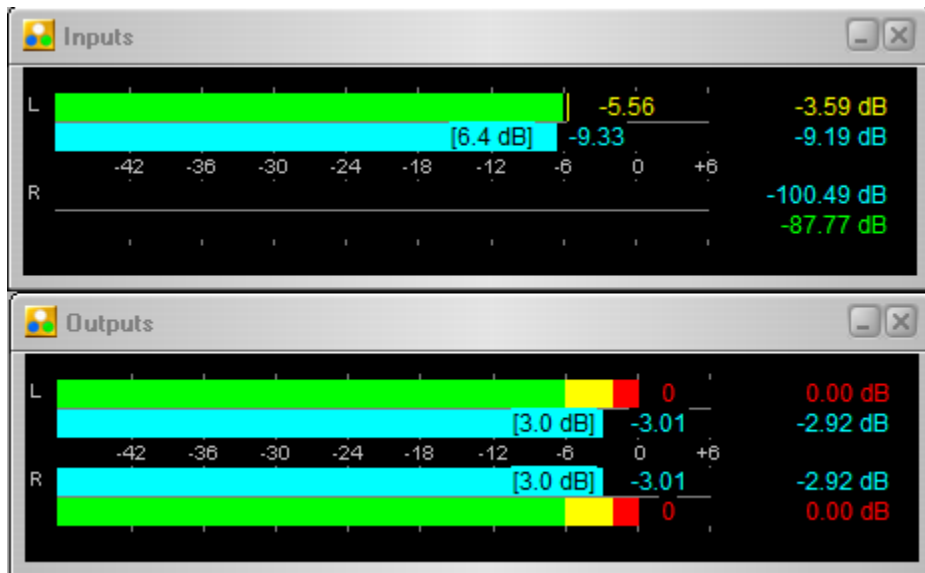 Inputs
L -5.56 -3.59 dB
[6.4 dB] -9.33 -9.19 dB
-42 -36 -30 -24 -18 -12 -6 0 +6
R -100.49 dB
-87.77 dB
Outputs
L 0 0.00 dB
[3.0 dB] -3.01 -2.92 dB
-42 -36 -30 -24 -18 -12 -6 0 +6
R [3.0 dB] -3.01 -2.92 dB
0 0.00 dB